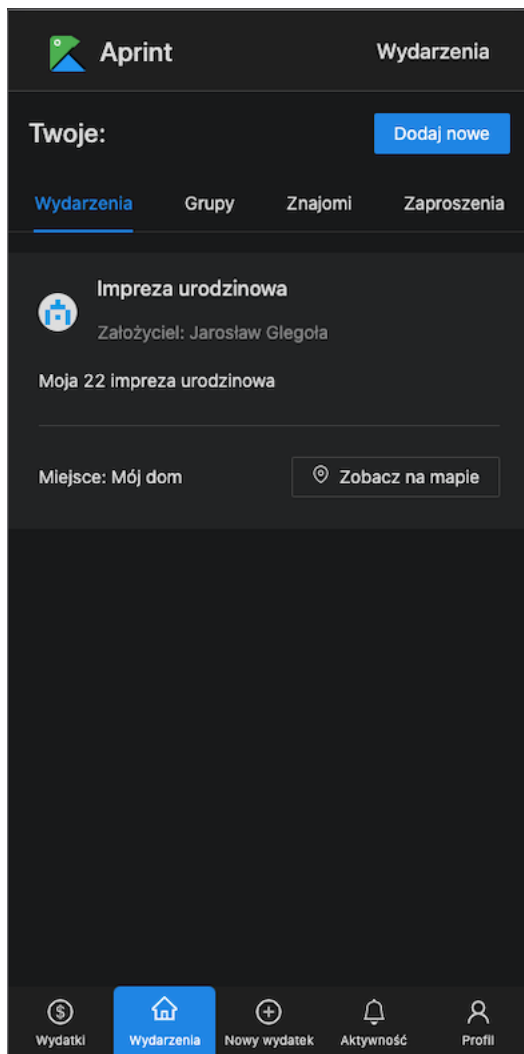 Aprint
Wydarzenia
Twoje:
Dodaj nowe
Wydarzenia Grupy Znajomi Zaproszenia
Impreza urodzinowa
Założyciel: Jarosław Glegoła
Moja 22 impreza urodzinowa
Miejsce: Mój dom
Zobacz na mapie
Wydatki Wydarzenia Nowy wydatek Aktywność Profil